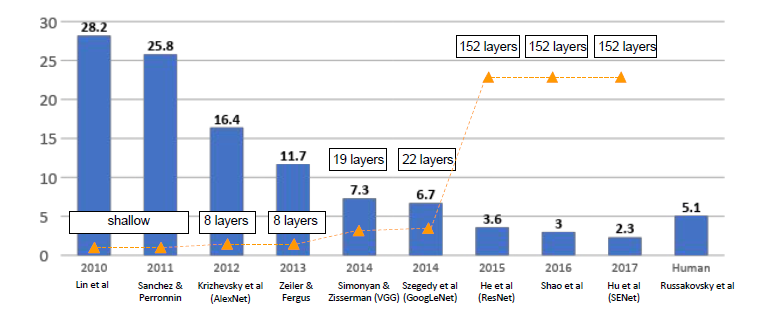 30
28.2
25.8
25
20
16.4
15
11.7
10
7.3
6.7
5
3.6
3
2.3
5.1
0
shallow
8 layers
8 layers
19 layers
22 layers
152 layers
152 layers
152 layers
2010
2011
2012
2013
2014
2014
2015
2016
2017
Human
Lin et al
Sanchez &
Perronnin
Krizhevsky et al
(AlexNet)
Zeiler &
Fergus
Simonyan &
Zisserman (VGG)
Szegedy et al
(GoogLeNet)
He et al
(ResNet)
Shao et al
Hu et al
(SENet)
Russakovsky et al